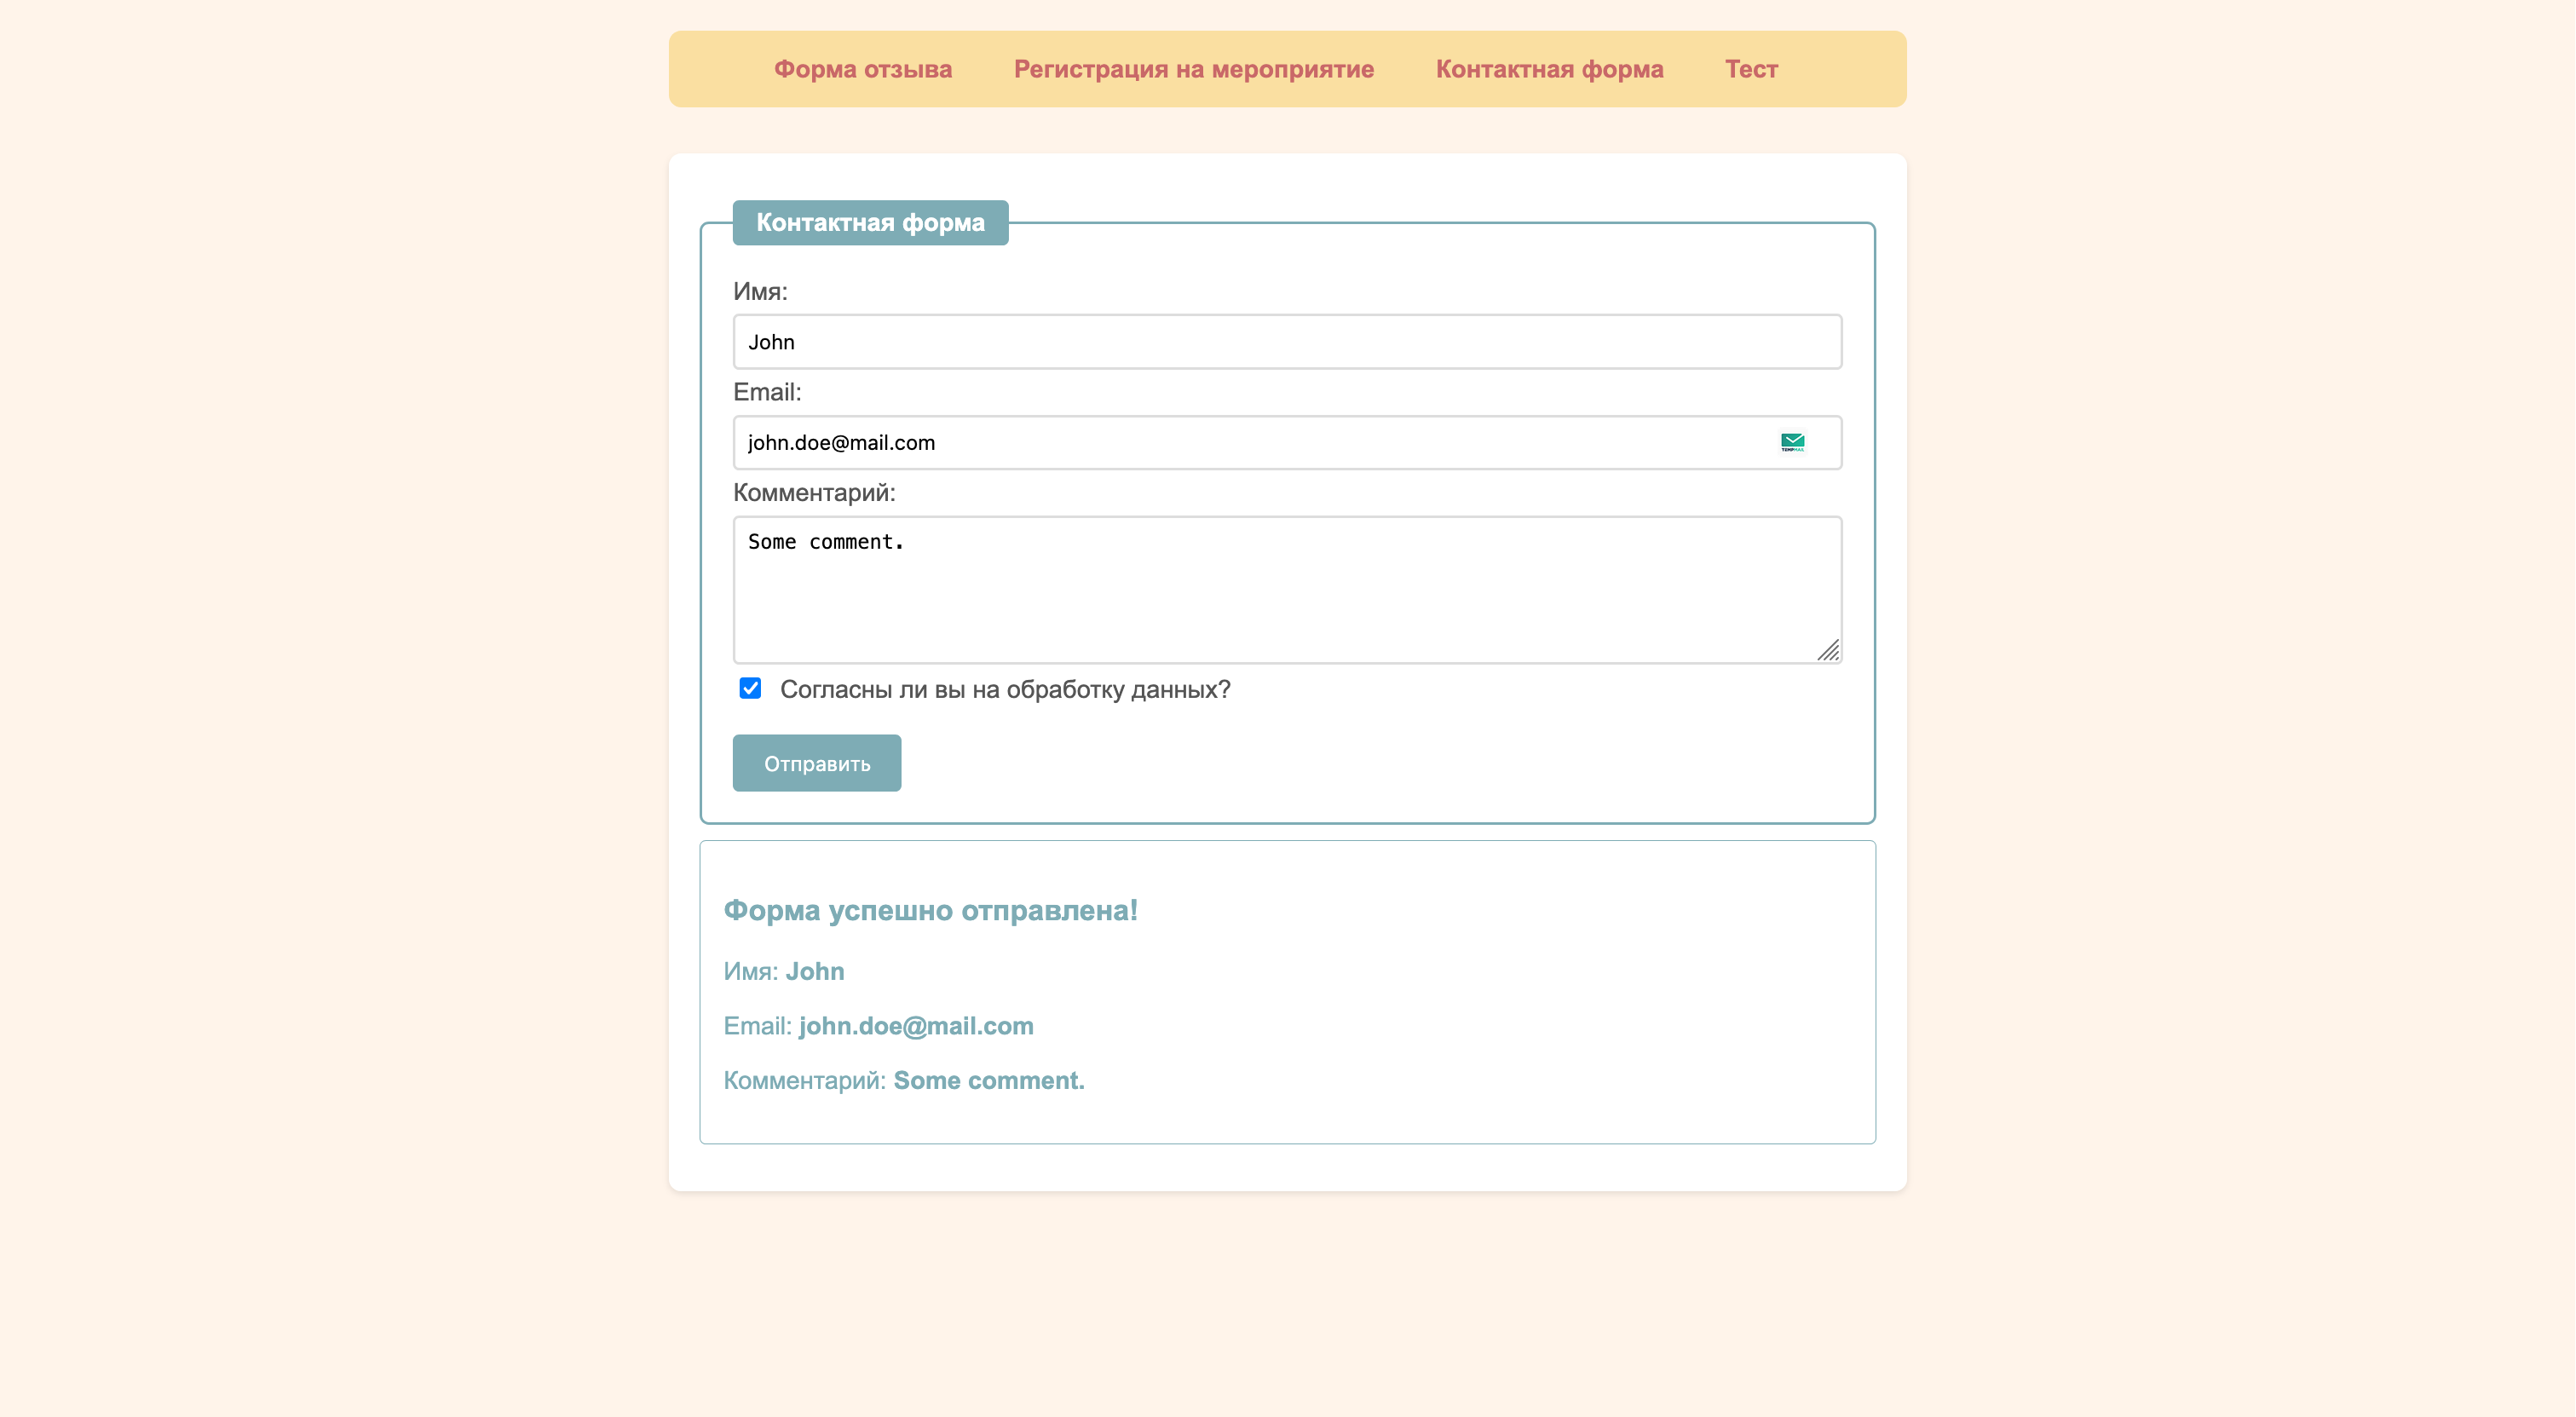 Форма отзыва Регистрация на мероприятие Контактная форма Тест
Контактная форма
Имя:
John
Email:
john.doe@mail.com
TEMPMAIL
Комментарий:
Some comment.
Согласны ли вы на обработку данных?
Отправить
Форма успешно отправлена!
Имя: John
Email: john.doe@mail.com
Комментарий: Some comment.